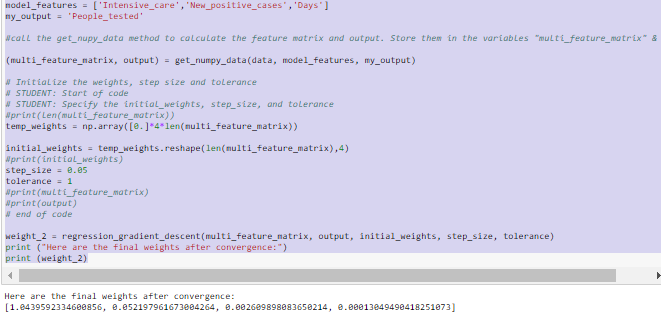 model_features = ['Intensive_care','New_positive_cases','Days']
my_output = 'People_tested'
#call the get_nupy_data method to calculate the feature matrix and output. Store them in the variables "multi_feature_matrix" &
(multi_feature_matrix, output) = get_numpy_data(data, model_features, my_output)
# Initialize the weights, step size and tolerance
# STUDENT: Start of code
# STUDENT: Specify the initial_weights, step_size, and tolerance
#print(len(multi_feature_matrix))
temp_weights = np.array([0.]*4*len(multi_feature_matrix))
initial_weights = temp_weights.reshape(len(multi_feature_matrix),4)
#print(initial_weights)
step_size = 0.05
tolerance = 1
#print(multi_feature_matrix)
#print(output)
# end of code
weight_2 = regression_gradient_descent(multi_feature_matrix, output, initial_weights, step_size, tolerance)
print ("Here are the final weights after convergence:")
print (weight_2)
Here are the final weights after convergence:
[1.0439592334600856, 0.052197961673004264, 0.002609898083650214, 0.00013049490418251073]